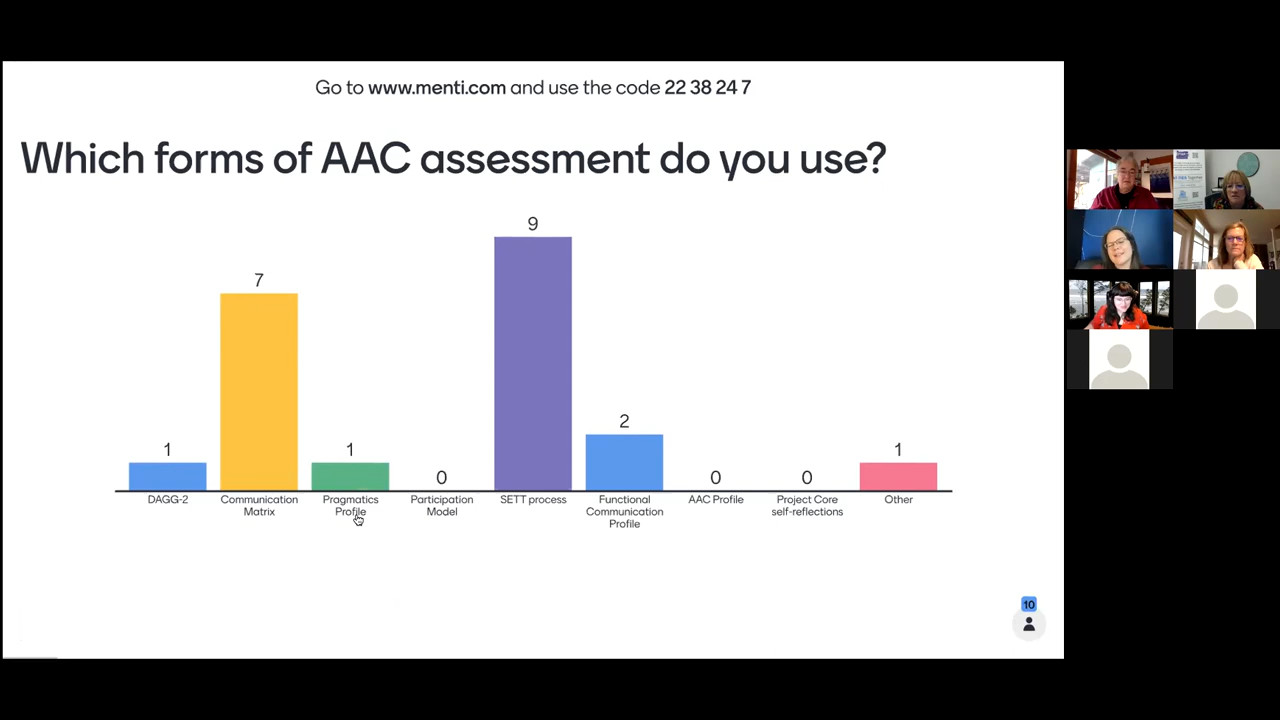 Go to www.menti.com and use the code 22 38 24 7
Which forms of AAC assessment do you use?
9
7
2
1
1
0
0
0
1
DAGG-2
Communication
Matrix
Pragmatics
Profile
Participation
Model
SETT process
Functional
Communication
Profile
AAC Profile
Project Core
self-reflections
Other
10